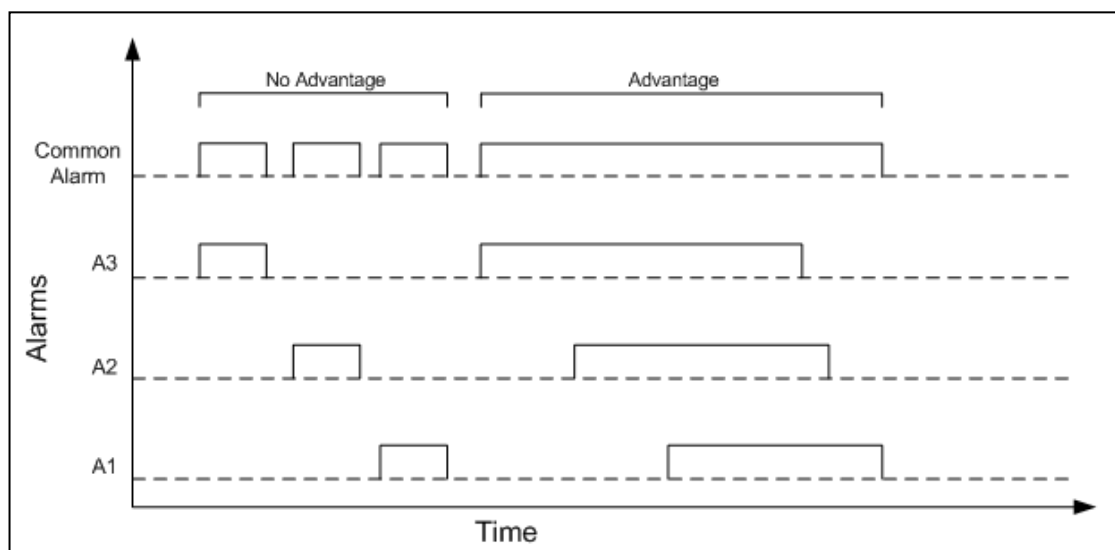 No Advantage
Advantage
Common
Alarm
A3
Alarms
A2
A1
Time